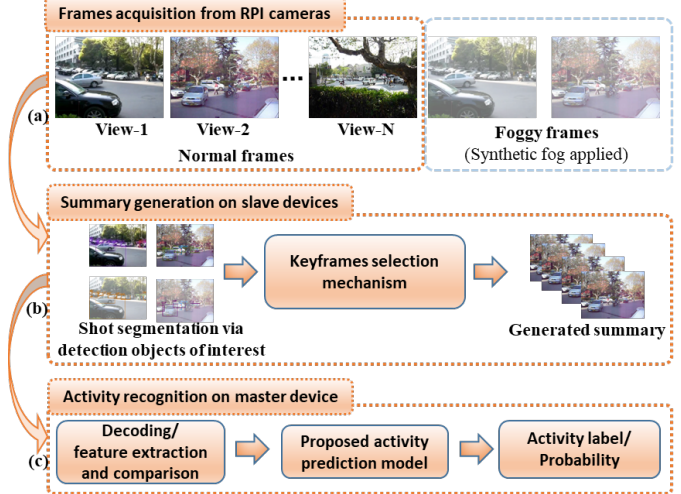 Frames acquisition from RPI cameras
(a)
View-1
View-2
...
View-N
Normal frames
Foggy frames
(Synthetic fog applied)
Summary generation on slave devices
(b)
Shot segmentation via
detection objects of interest
Keyframes selection
mechanism
Generated summary
Activity recognition on master device
(c)
Decoding/
feature extraction
and comparison
Proposed activity
prediction model
Activity label/
Probability